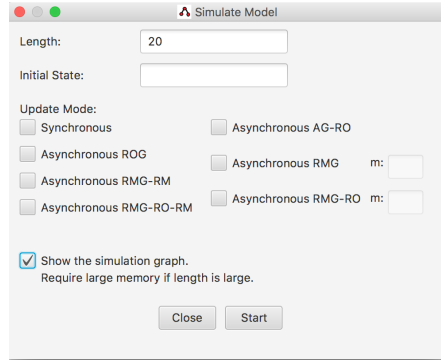 Simulate Model
Length: 20
Initial State:
Update Mode:
Synchronous
Asynchronous AG-RO
Asynchronous ROG
Asynchronous RMG m:
Asynchronous RMG-RM
Asynchronous RMG-RO m:
Asynchronous RMG-RO-RM
Show the simulation graph.
Require large memory if length is large.
Close Start